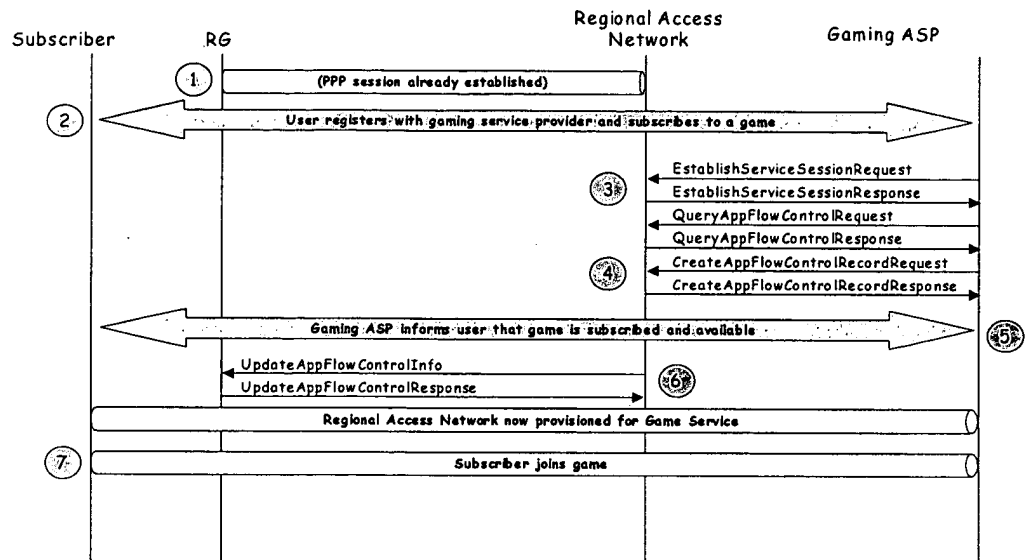 Subscriber
RG
Regional Access
Network
Gaming ASP
1
(PPP session already established)
2
User registers with gaming service provider and subscribes to a game
3
EstablishServiceSessionRequest
EstablishServiceSessionResponse
QueryAppFlowControlRequest
QueryAppFlowControlResponse
4
CreateAppFlowControlRecordRequest
CreateAppFlowControlRecordResponse
Gaming ASP informs user that game is subscribed and available
5
UpdateAppFlowControlInfo
6
UpdateAppFlowControlResponse
Regional Access Network now provisioned for Game Service
7
Subscriber joins game